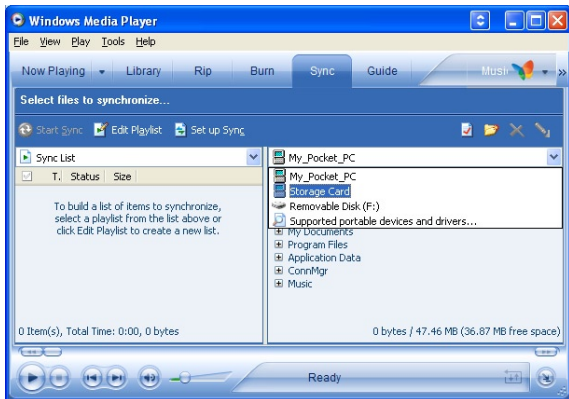 Windows Media Player
File View Play Tools Help
Now Playing Library Rip Burn Sync Guide Music
Select files to synchronize...
Start Sync Edit Playlist Set up Sync
Sync List
My_Pocket_PC
T. Status Size
My_Pocket_PC
Storage Card
Removable Disk (F:)
Supported portable devices and drivers...
To build a list of items to synchronize,
select a playlist from the list above or
click Edit Playlist to create a new list.
My Documents
Program Files
Application Data
ConnMgr
Music
0 Item(s), Total Time: 0:00, 0 bytes
0 bytes / 47.46 MB (36.87 MB free space)
Ready